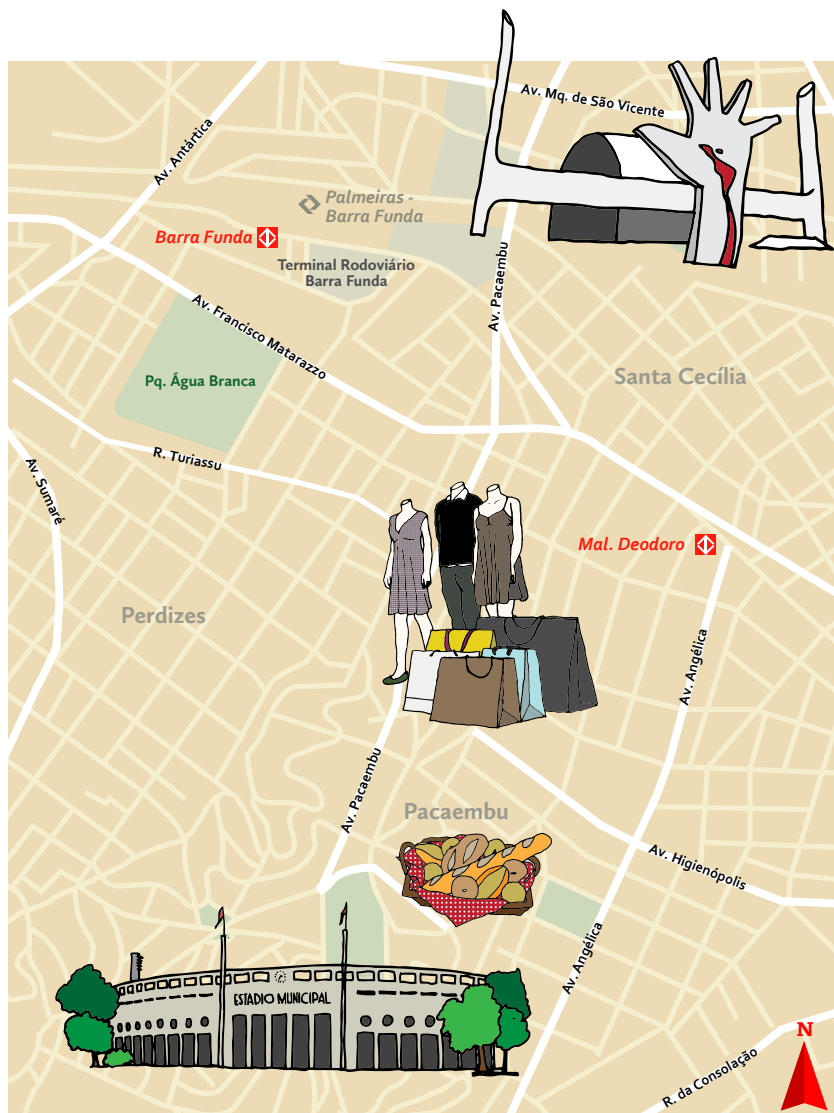 Av. Mq. de São Vicente
Av. Antártica
Palmeiras -
Barra Funda
Barra Funda
Terminal Rodoviário
Barra Funda
Av. Pacaembu
Av. Francisco Matarazzo
Santa Cecília
Pq. Água Branca
R. Turiassu
Av. Sumaré
Mal. Deodoro
Perdizes
Av. Angélica
Av. Pacaembu
Pacaembu
Av. Higienópolis
Av. Angélica
ESTADIO MUNICIPAL
N
R. da Consolação